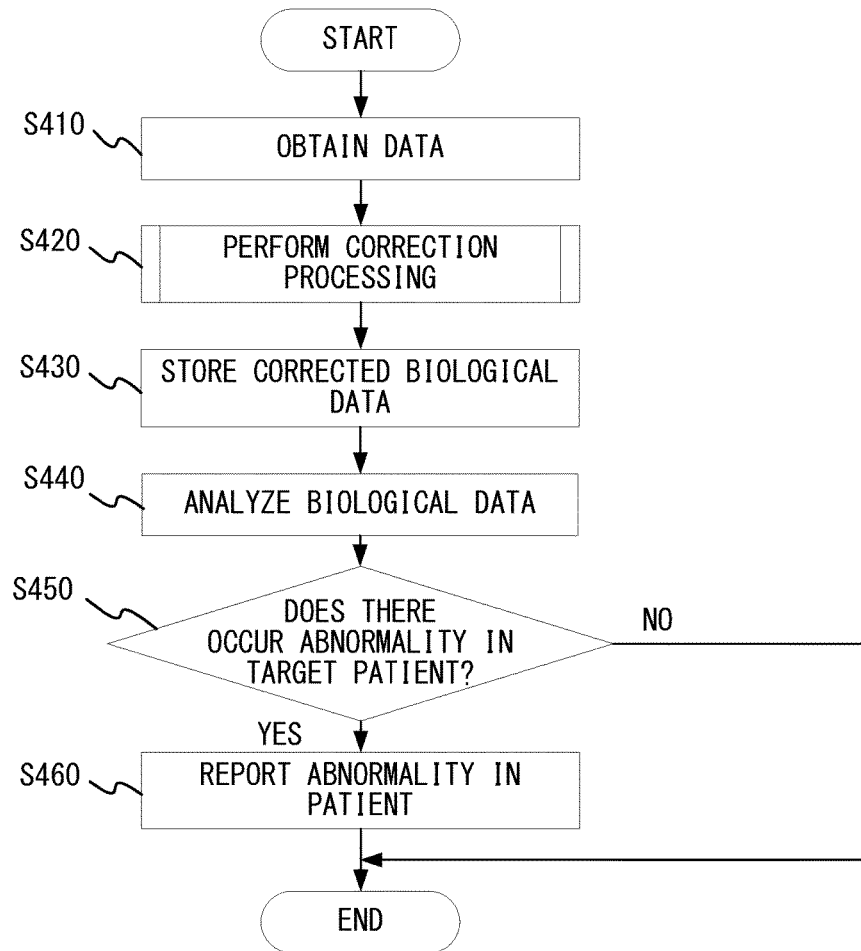 START
S410
OBTAIN DATA
S420
PERFORM CORRECTION
PROCESSING
S430
STORE CORRECTED BIOLOGICAL
DATA
S440
ANALYZE BIOLOGICAL DATA
S450
DOES THERE
OCCUR ABNORMALITY IN
TARGET PATIENT?
NO
YES
S460
REPORT ABNORMALITY IN
PATIENT
END